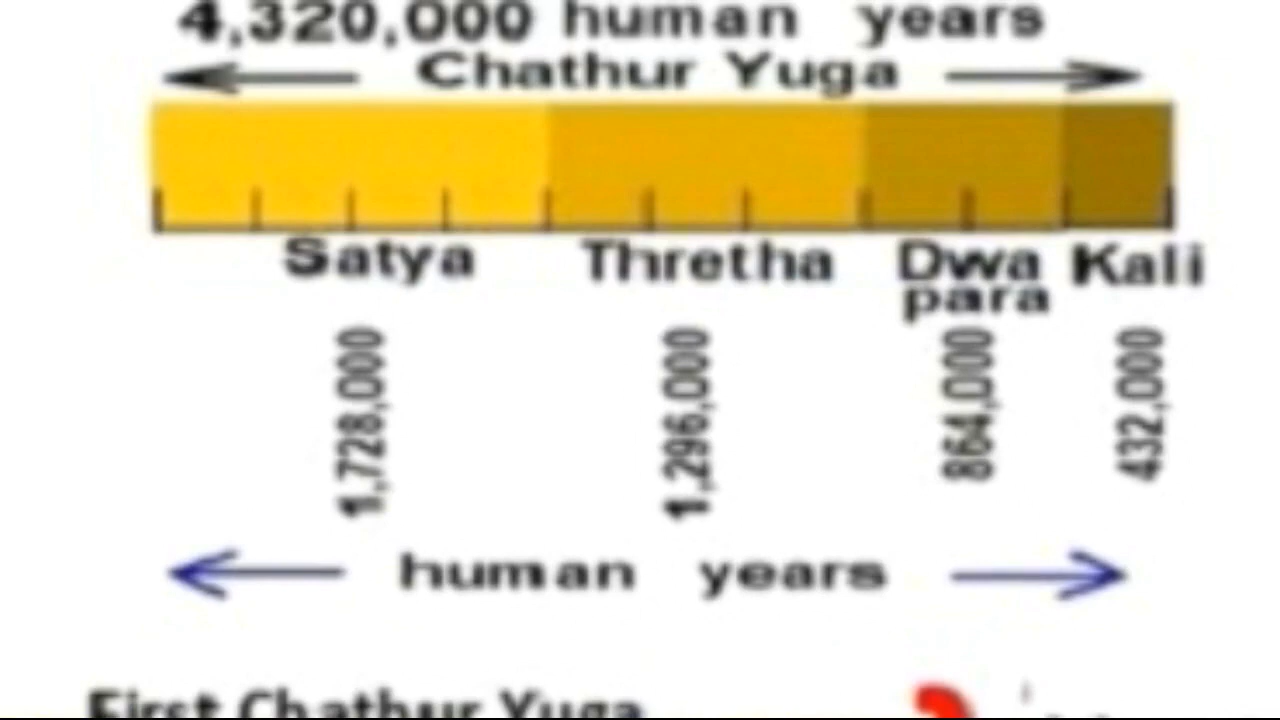 4,320,000 human years
Chathur Yuga
Satya Thretha Dwa para Kali
1,728,000 1,296,000 864,000 432,000
human years
First Chathur Yuga